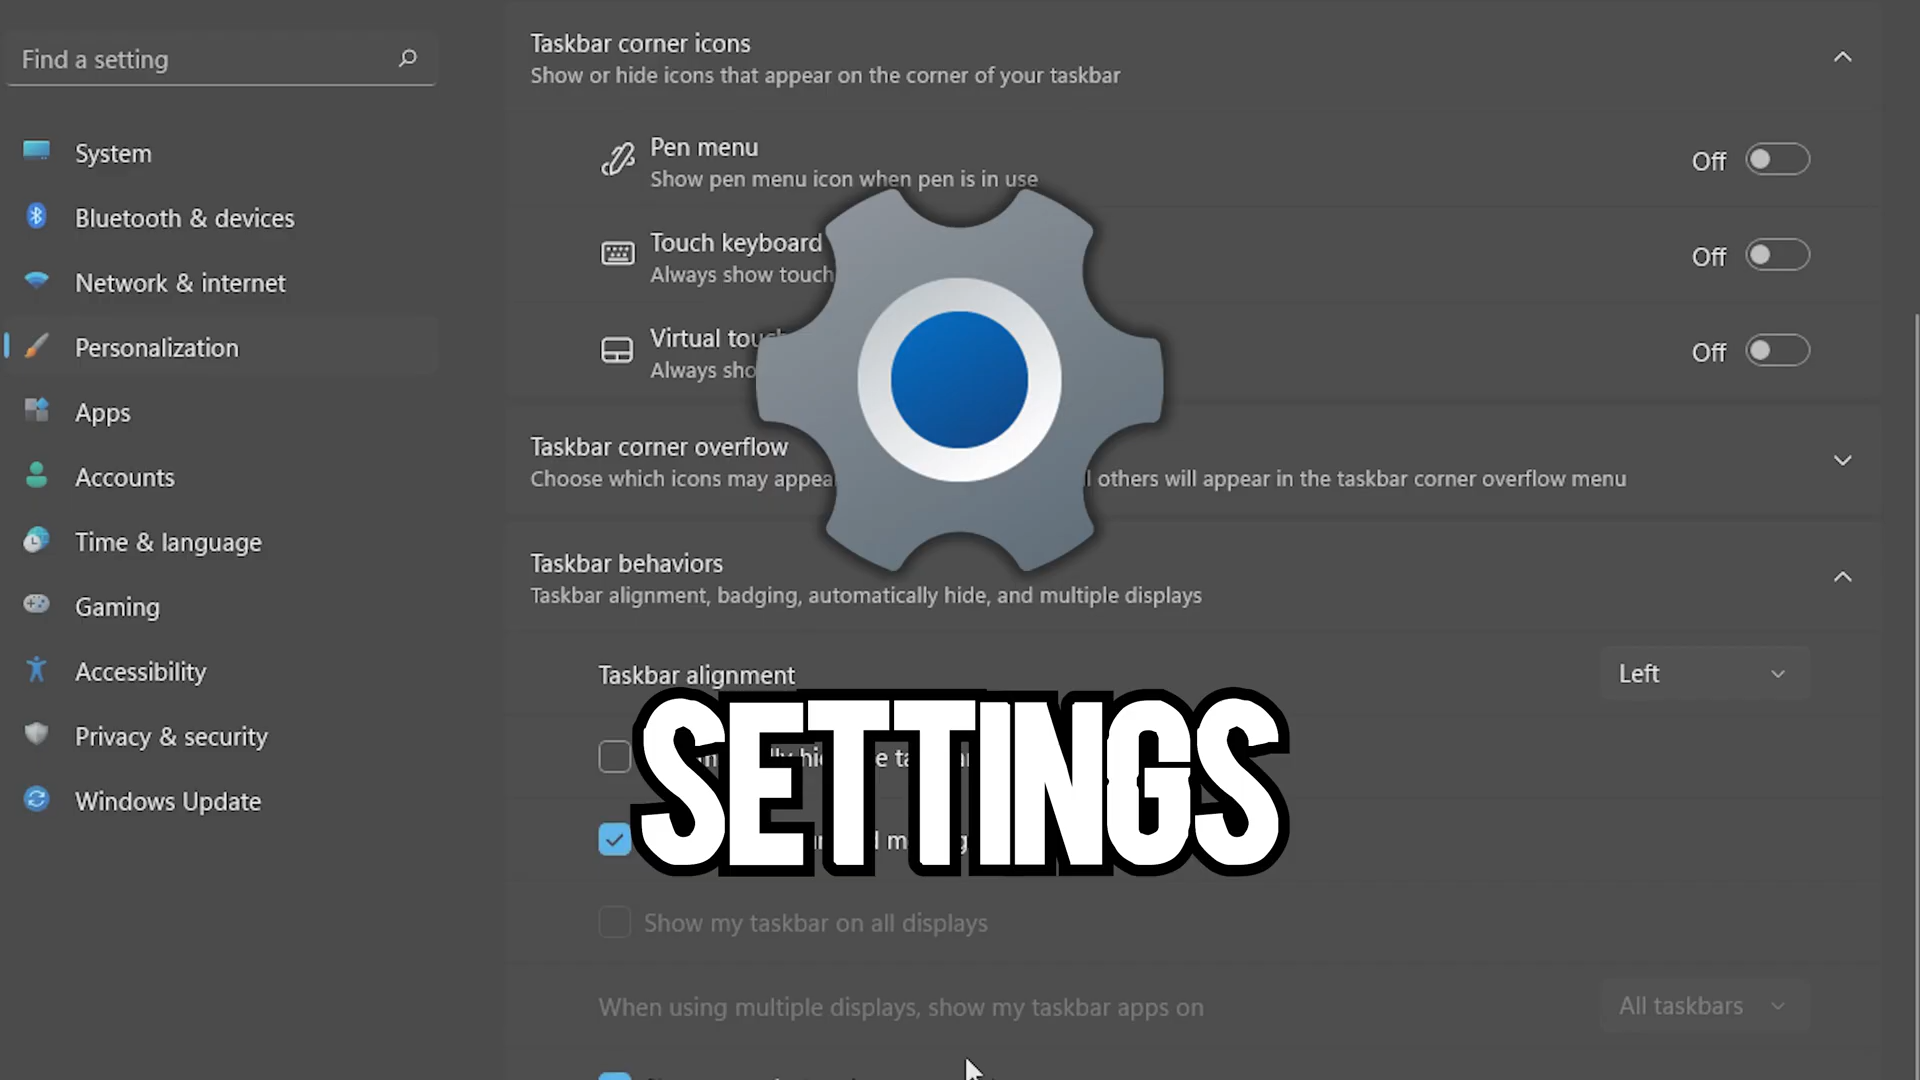 Find a setting
System
Bluetooth & devices
Network & internet
Personalization
Apps
Accounts
Time & language
Gaming
Accessibility
Privacy & security
Windows Update
Taskbar corner icons
Show or hide icons that appear on the corner of your taskbar
Pen menu
Show pen menu icon when pen is in use
Off
Touch keyboard
Always show touch
Off
Virtual
Always
Off
Taskbar corner overflow
Choose which icons may
others will appear in the taskbar corner overflow menu
Taskbar behaviors
Taskbar alignment, badging, automatically hide, and multiple displays
Taskbar alignment
Left
SETTINGS
Show my taskbar on all displays
When using multiple displays, show my taskbar apps on
All taskbars